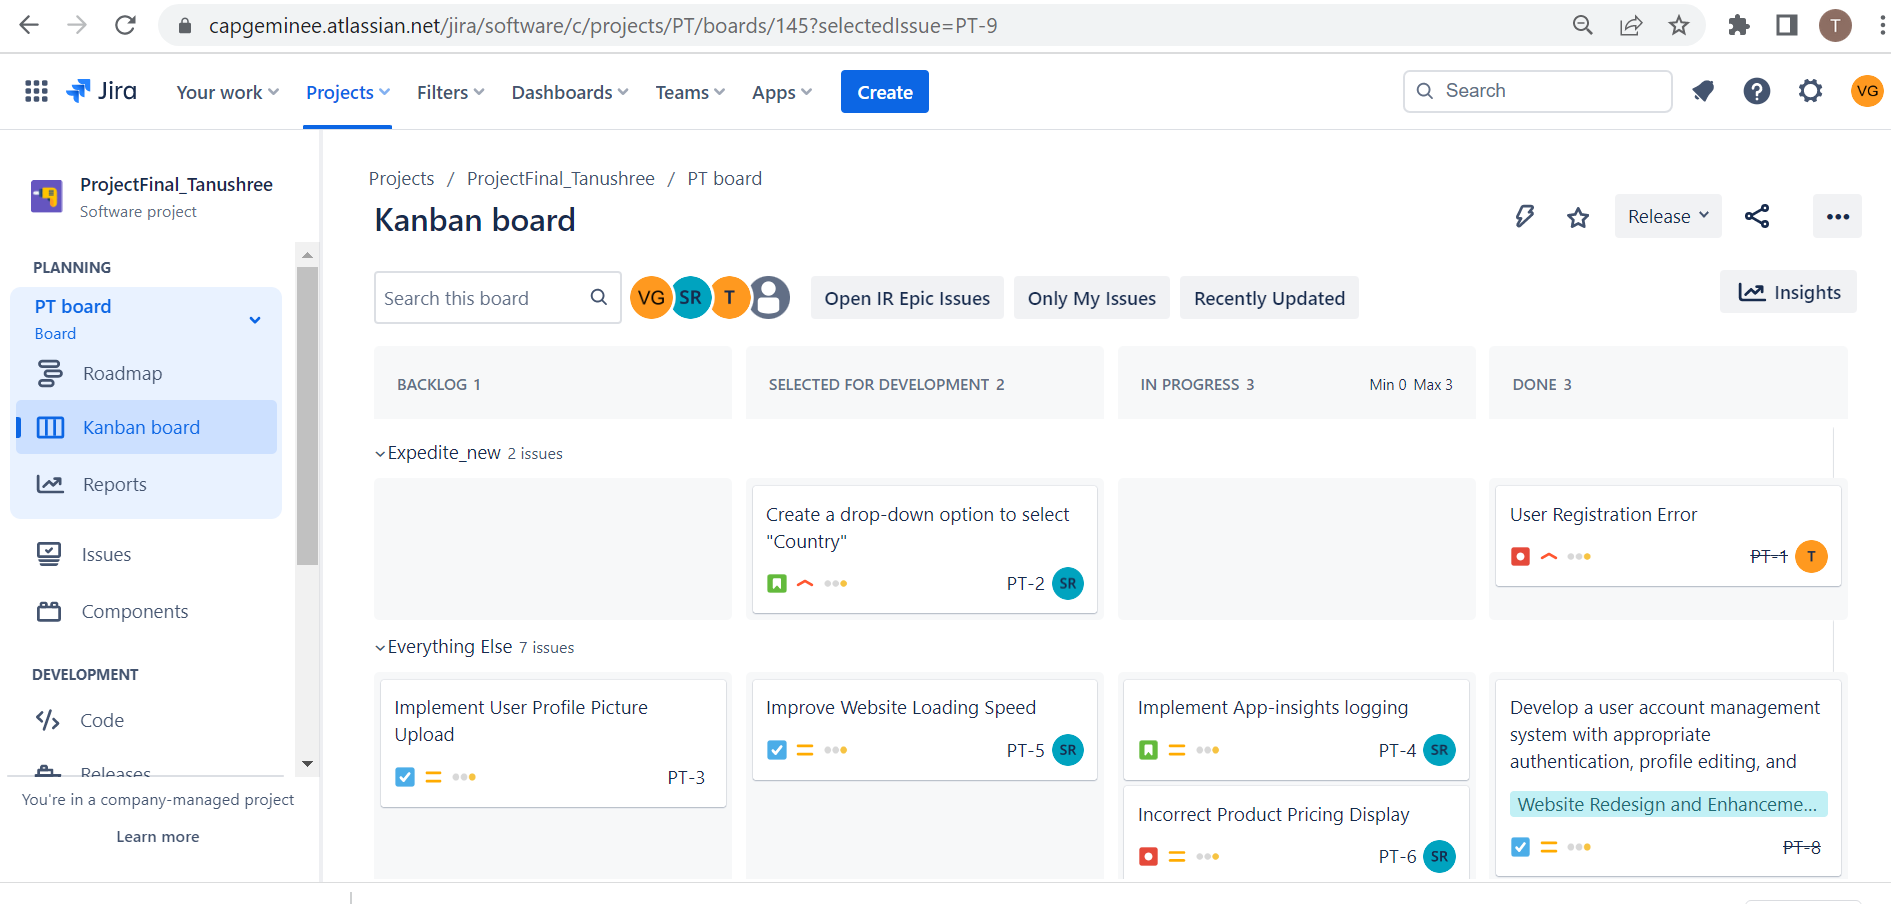 capgeminee.atlassian.net/jira/software/c/projects/PT/boards/145?selectedIssue=PT-9
T
Jira
Your work
Projects
Filters
Dashboards
Teams
Apps
Create
Search
VG
ProjectFinal_Tanushree
Software project
PLANNING
PT board
Board
Roadmap
Kanban board
Reports
Issues
Components
DEVELOPMENT
Code
Releases
You're in a company-managed project
Learn more
Projects / ProjectFinal_Tanushree / PT board
Kanban board
Release
Search this board
VG SR T
Open IR Epic Issues
Only My Issues
Recently Updated
Insights
BACKLOG 1
SELECTED FOR DEVELOPMENT 2
IN PROGRESS 3
Min 0 Max 3
DONE 3
Expedite_new 2 issues
Create a drop-down option to select
"Country"
PT-2 SR
User Registration Error
PT-1 T
Everything Else 7 issues
Implement User Profile Picture
Upload
PT-3
Improve Website Loading Speed
PT-5 SR
Implement App-insights logging
PT-4 SR
Incorrect Product Pricing Display
PT-6 SR
Develop a user account management
system with appropriate
authentication, profile editing, and
Website Redesign and Enhanceme...
PT-8